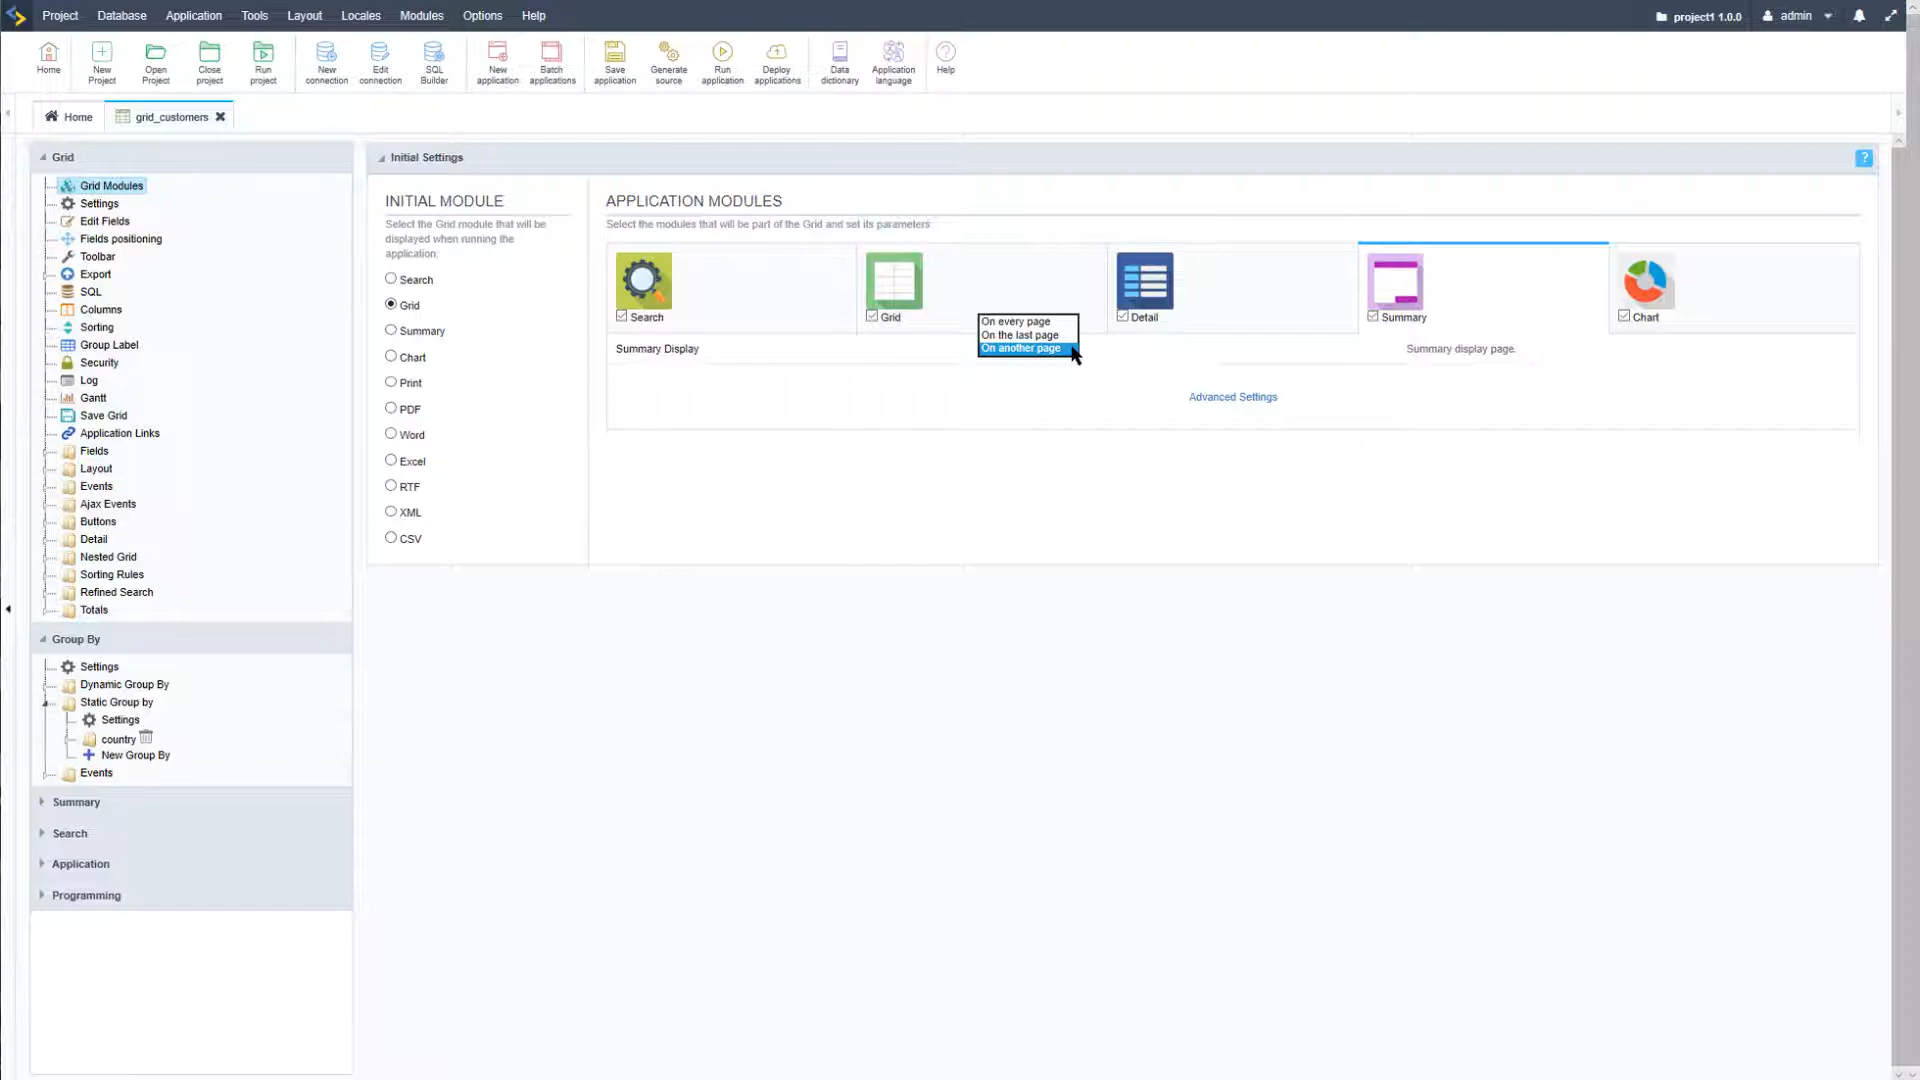 Project Database Application Tools Layout Locales Modules Options Help project1 1.0.0 admin
Home
New Project
Open Project
Close project
Run project
New connection
Edit connection
SQL Builder
New application
Batch applications
Save application
Generate source
Run application
Deploy applications
Data dictionary
Application language
Help
Home grid_customers
Grid
Grid Modules
Settings
Edit Fields
Fields positioning
Toolbar
Export
SQL
Columns
Sorting
Group Label
Security
Log
Gantt
Save Grid
Application Links
Fields
Layout
Events
Ajax Events
Buttons
Detail
Nested Grid
Sorting Rules
Refined Search
Totals
Group By
Settings
Dynamic Group By
Static Group by
Settings
country
New Group By
Events
Summary
Search
Application
Programming
Initial Settings
?
INITIAL MODULE
Select the Grid module that will be
displayed when running the
application:
Search
Grid
Summary
Chart
Print
PDF
Word
Excel
RTF
XML
CSV
APPLICATION MODULES
Select the modules that will be part of the Grid and set its parameters
Search Grid Detail Summary Chart
On every page
On the last page
On another page
Summary Display Summary display page.
Advanced Settings